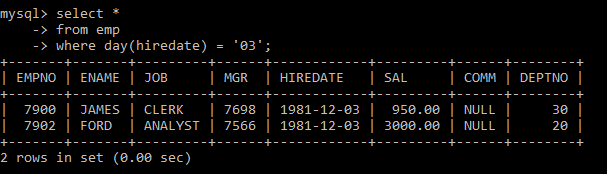 mysql> select *
    -> from emp
    -> where day(hiredate) = '03';
+-------+-------+---------+------+------------+---------+------+--------+
| EMPNO | ENAME | JOB     | MGR  | HIREDATE   | SAL     | COMM | DEPTNO |
+-------+-------+---------+------+------------+---------+------+--------+
|  7900 | JAMES | CLERK   | 7698 | 1981-12-03 |  950.00 | NULL |     30 |
|  7902 | FORD  | ANALYST | 7566 | 1981-12-03 | 3000.00 | NULL |     20 |
+-------+-------+---------+------+------------+---------+------+--------+
2 rows in set (0.00 sec)